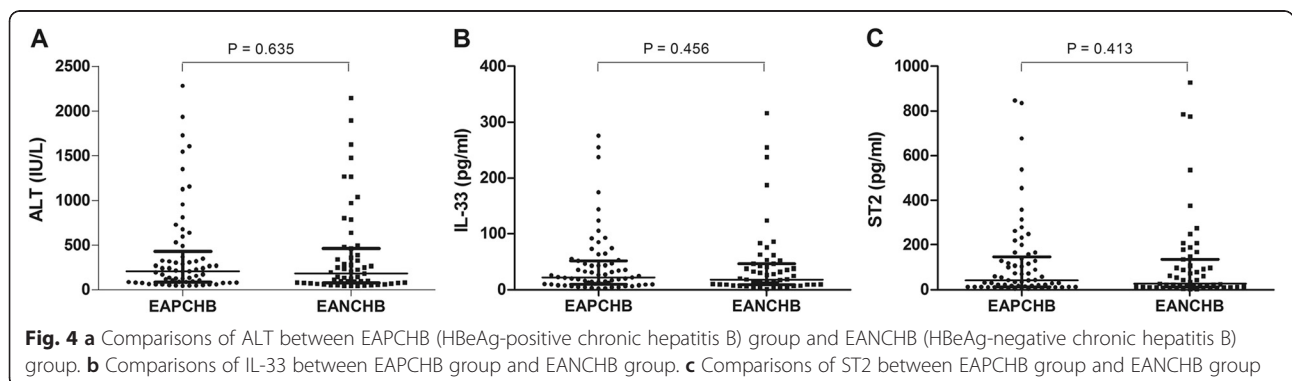 A
P = 0.635
2500
2000
1500
1000
500
0
ALT (IU/L)
EAPCHB
EANCHB
B
P = 0.456
400
300
200
100
0
IL-33 (pg/ml)
EAPCHB
EANCHB
C
P = 0.413
1000
800
600
400
200
0
ST2 (pg/ml)
EAPCHB
EANCHB
Fig. 4 a Comparisons of ALT between EAPCHB (HBeAg-positive chronic hepatitis B) group and EANCHB (HBeAg-negative chronic hepatitis B)
group. b Comparisons of IL-33 between EAPCHB group and EANCHB group. c Comparisons of ST2 between EAPCHB group and EANCHB group